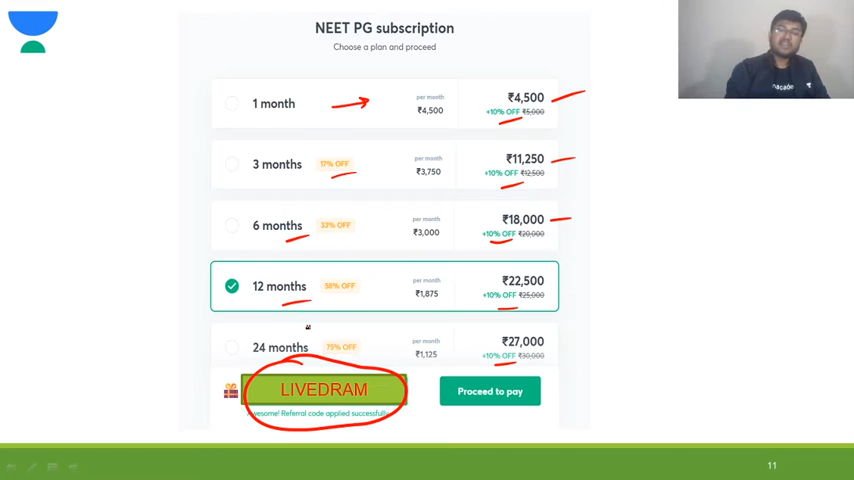 NEET PG subscription
Choose a plan and proceed
1 month
per month
₹4,500
₹4,500
+10% OFF ₹5,000
3 months 17% OFF
per month
₹3,750
₹11,250
+10% OFF ₹12,500
6 months 33% OFF
per month
₹3,000
₹18,000
+10% OFF ₹20,000
12 months 58% OFF
per month
₹1,875
₹22,500
+10% OFF ₹25,000
24 months 75% OFF
per month
₹1,125
₹27,000
+10% OFF ₹30,000
LIVEDRAM
Proceed to pay
Awesome! Referral code applied successfully
11